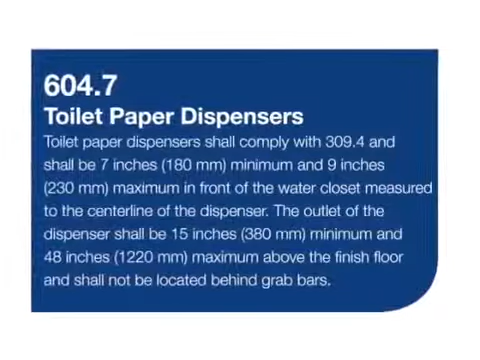 604.7
Toilet Paper Dispensers
Toilet paper dispensers shall comply with 309.4 and
shall be 7 inches (180 mm) minimum and 9 inches
(230 mm) maximum in front of the water closet measured
to the centerline of the dispenser. The outlet of the
dispenser shall be 15 inches (380 mm) minimum and
48 inches (1220 mm) maximum above the finish floor
and shall not be located behind grab bars.